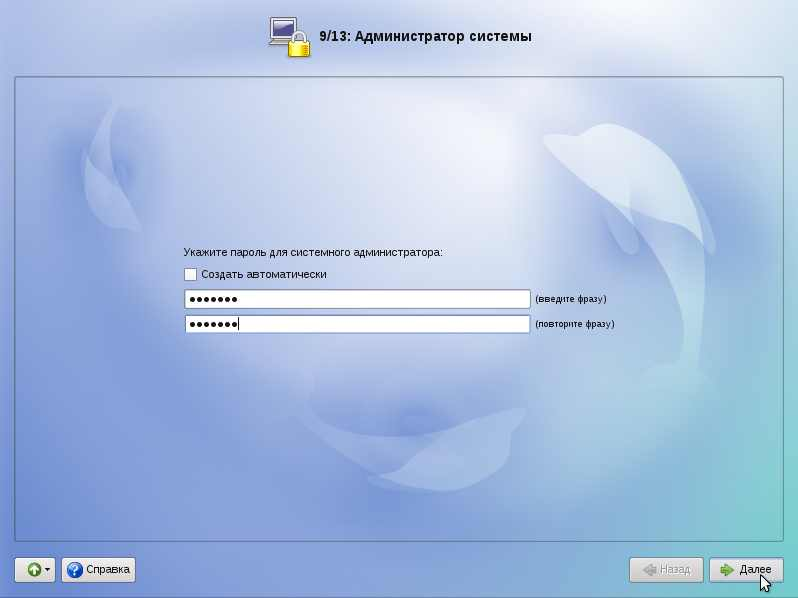 9/13: Администратор системы
Укажите пароль для системного администратора:
Создать автоматически
●●●●●●● (введите фразу)
●●●●●●● (повторите фразу)
Справка
Назад
Далее